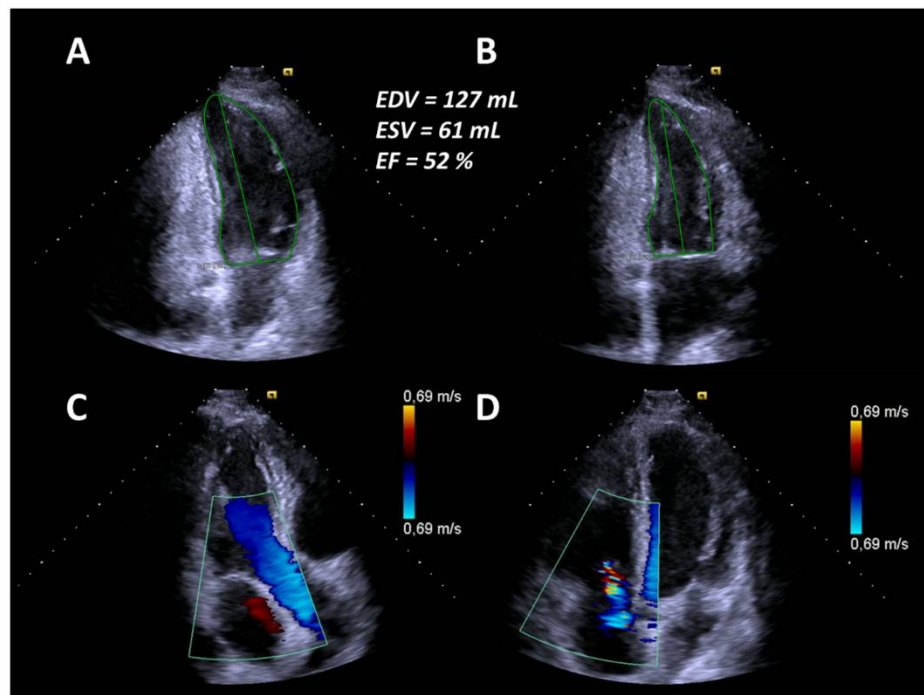 A
B
EDV = 127 mL
ESV = 61 mL
EF = 52 %
C
0,69 m/s
0,69 m/s
D
0,69 m/s
0,69 m/s